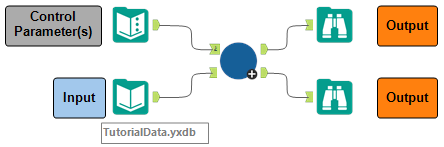 Control
Parameter(s)
Output
Input
Output
TutorialData.yxdb